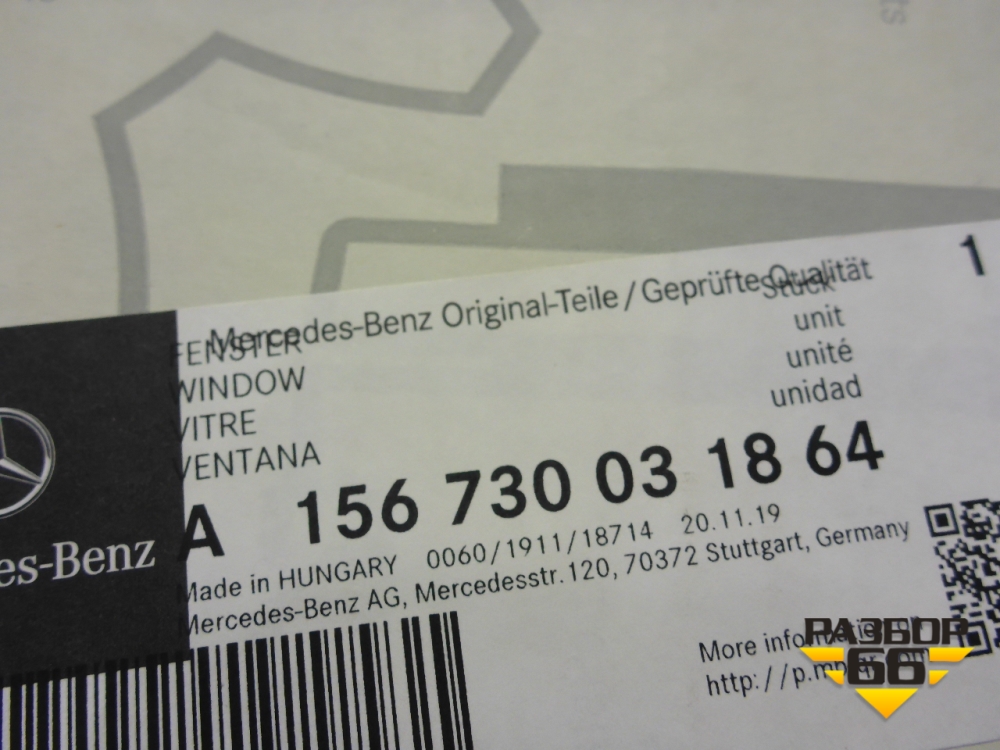 Mercedes-Benz Original-Teile / Geprüfte Qualität
1
FENSTER
Stück
WINDOW
unit
VITRE
unité
VENTANA
unidad
A 156 730 03 18 64
Made in HUNGARY 0060/1911/18714 20.11.19
Mercedes-Benz AG, Mercedesstr.120, 70372 Stuttgart, Germany
es-Benz
More
http://p.
РАЗБОР
66